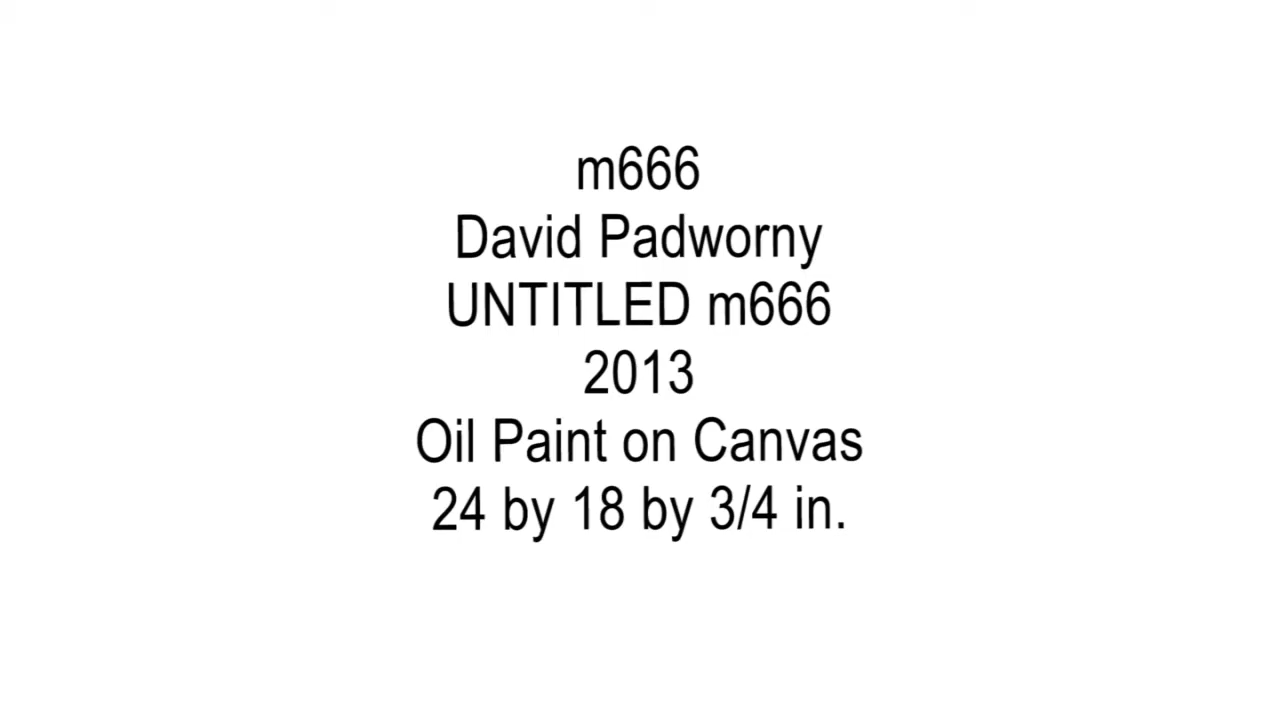 m666
David Padworny
UNTITLED m666
2013
Oil Paint on Canvas
24 by 18 by 3/4 in.